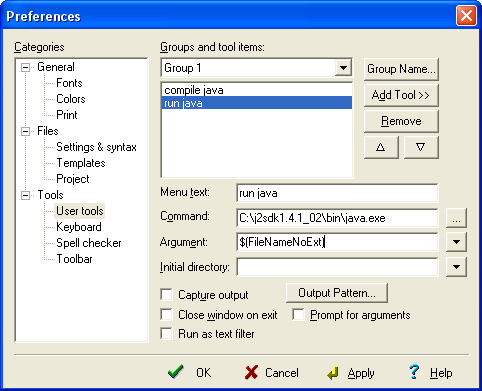 Preferences
Categories
General
Fonts
Colors
Print
Files
Settings & syntax
Templates
Project
Tools
User tools
Keyboard
Spell checker
Toolbar
Groups and tool items:
Group 1
Group Name...
compile java
run java
Add Tool >>
Remove
Menu text: run java
Command: C:\j2sdk1.4.1_02\bin\java.exe ...
Argument: $(FileNameNoExt)
Initial directory:
Capture output Output Pattern...
Close window on exit Prompt for arguments
Run as text filter
OK Cancel Apply ? Help